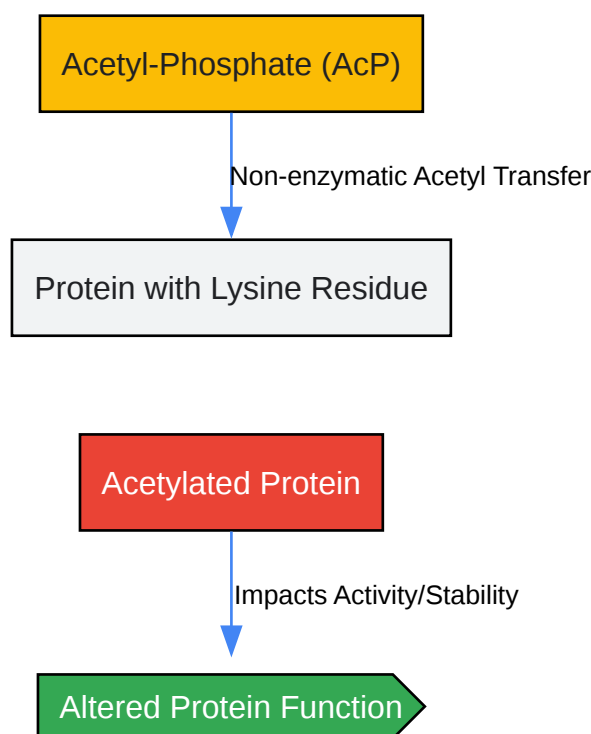 Acetyl-Phosphate (AcP)
Non-enzymatic Acetyl Transfer
Protein with Lysine Residue
Acetylated Protein
Impacts Activity/Stability
Altered Protein Function